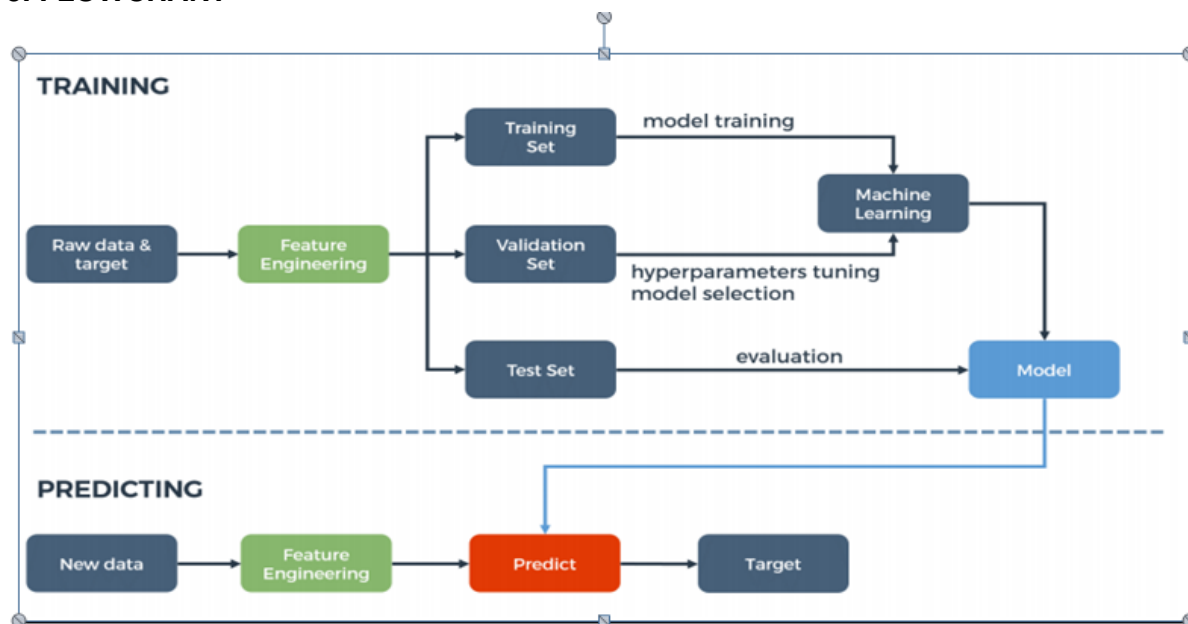 TRAINING
Training
Set
model training
Machine
Learning
Raw data &
target
Feature
Engineering
Validation
Set
hyperparameters tuning
model selection
Test Set
evaluation
Model
PREDICTING
New data
Feature
Engineering
Predict
Target